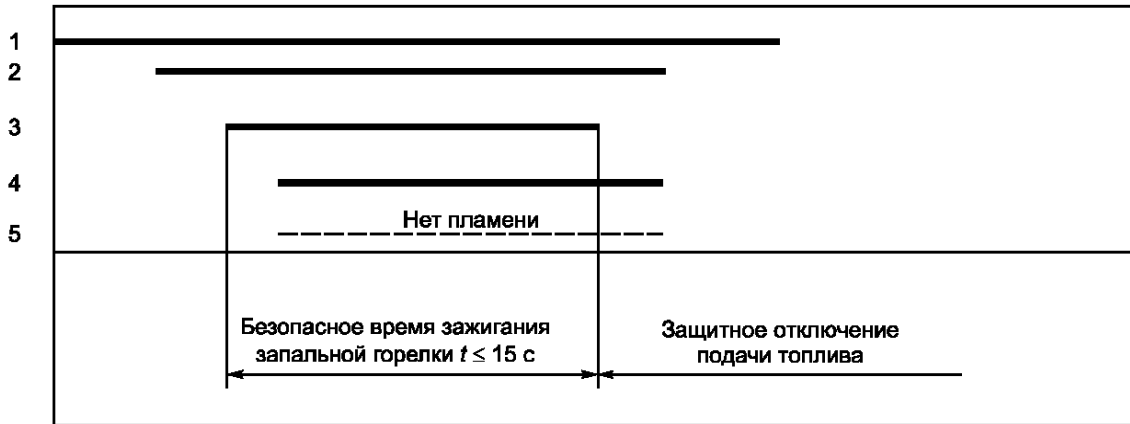 1
2
3
4
Нет пламени
5
Безопасное время зажигания
запальной горелки t ≤ 15 с
Защитное отключение
подачи топлива